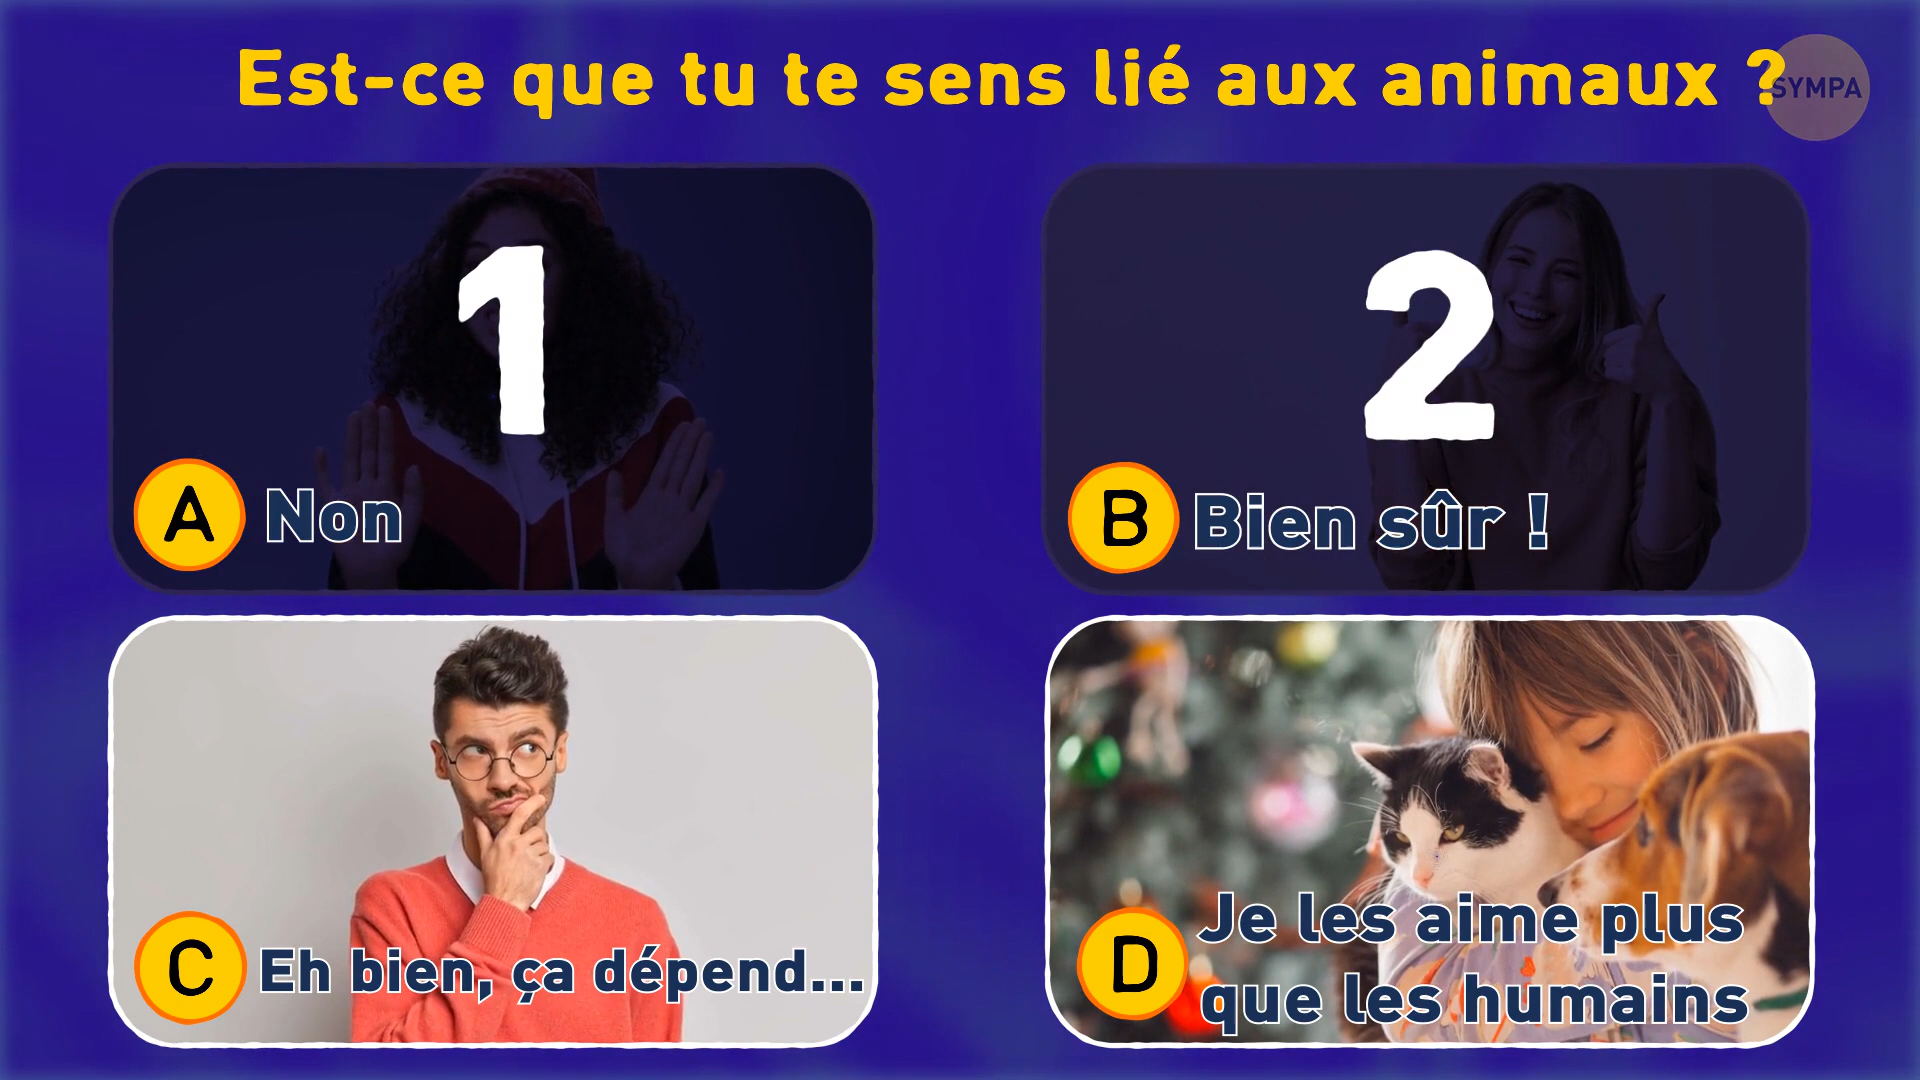 Est-ce que tu te sens lié aux animaux ?
SYMPA
1
2
A Non
B Bien sûr !
C Eh bien, ça dépend...
D Je les aime plus
que les humains